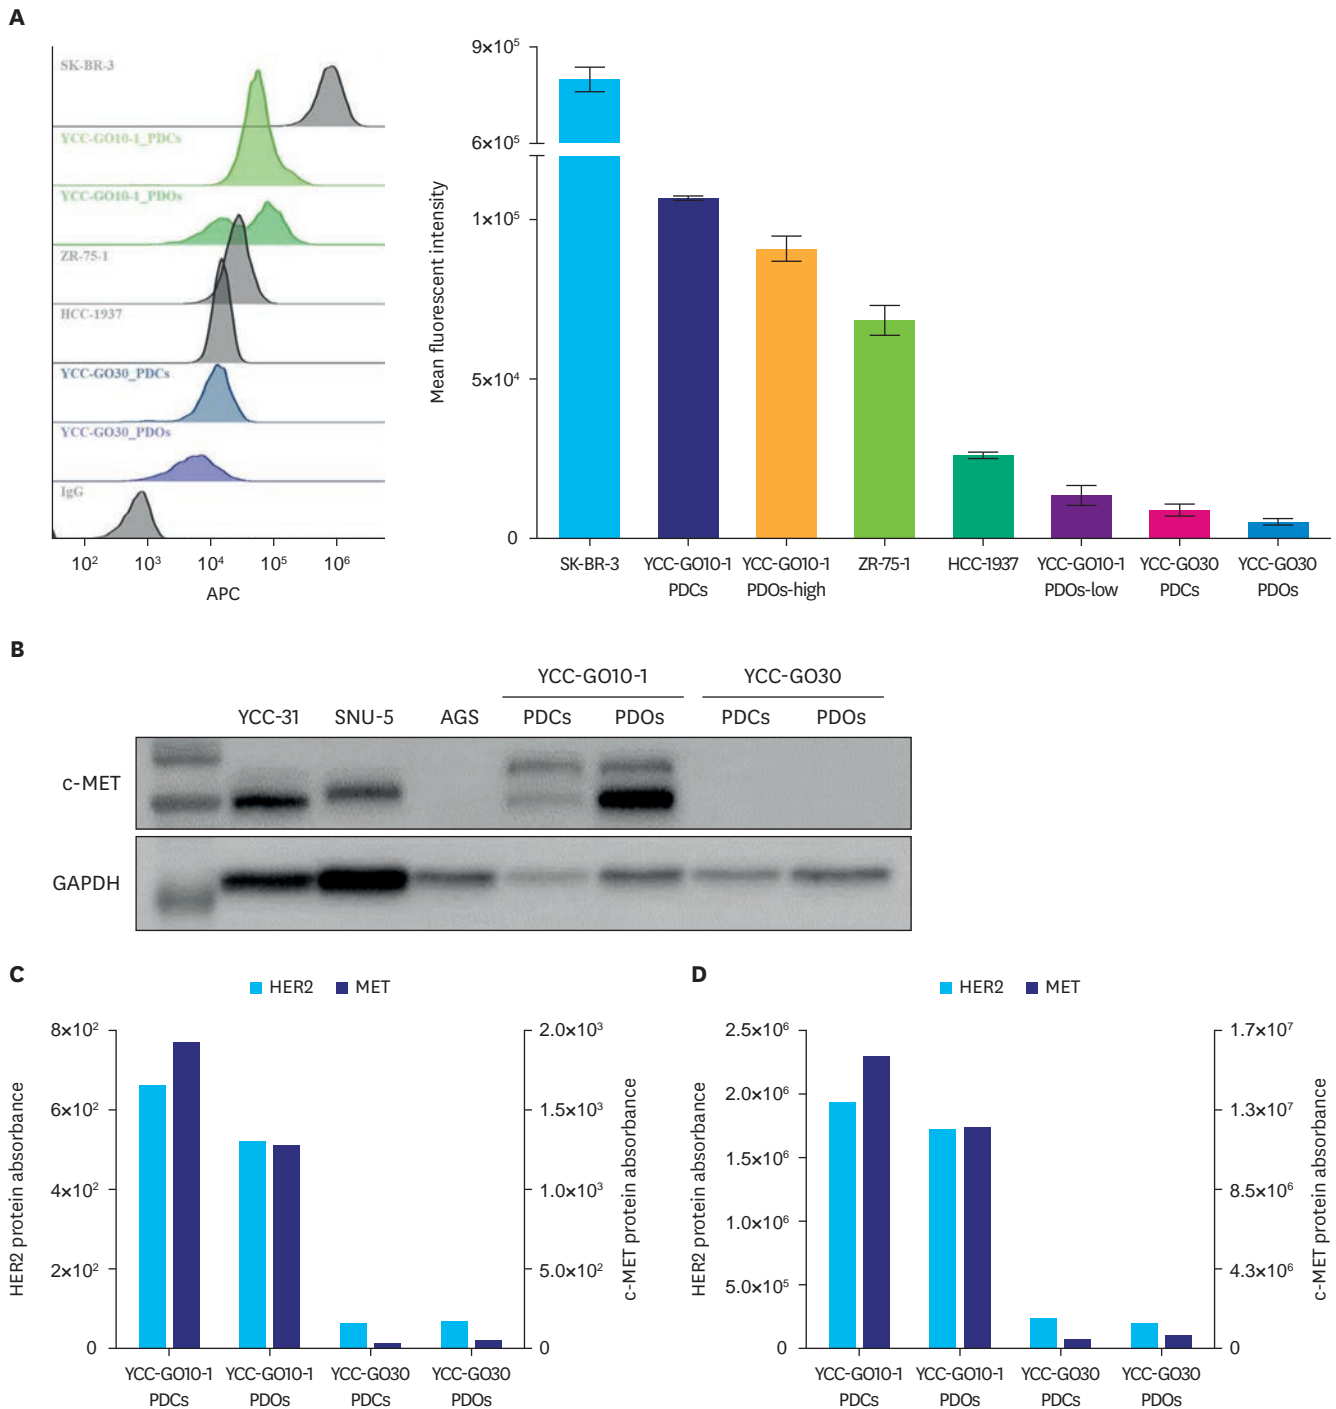 A
SK-BR-3
YCC-GO10-1_PDCs
YCC-GO10-1_PDOs
ZR-75-1
HCC-1937
YCC-GO30_PDCs
YCC-GO30_PDOs
IgG
10² 10³ 10⁴ 10⁵ 10⁶
APC
Mean fluorescent intensity
9×10⁵
6×10⁵
1×10⁵
5×10⁴
0
SK-BR-3 YCC-GO10-1 YCC-GO10-1 ZR-75-1 HCC-1937 YCC-GO10-1 YCC-GO30 YCC-GO30
PDCs PDOs-high PDOs-low PDCs PDOs
B
YCC-GO10-1 YCC-GO30
YCC-31 SNU-5 AGS PDCs PDOs PDCs PDOs
c-MET
GAPDH
C
HER2 MET
HER2 protein absorbance
8×10²
6×10²
4×10²
2×10²
0
2.0×10³
1.5×10³
1.0×10³
5.0×10²
0
c-MET protein absorbance
YCC-GO10-1 YCC-GO10-1 YCC-GO30 YCC-GO30
PDCs PDOs PDCs PDOs
D
HER2 MET
HER2 protein absorbance
2.5×10⁶
2.0×10⁶
1.5×10⁶
1.0×10⁶
5.0×10⁵
0
1.7×10⁷
1.3×10⁷
8.5×10⁶
4.3×10⁶
0
c-MET protein absorbance
YCC-GO10-1 YCC-GO10-1 YCC-GO30 YCC-GO30
PDCs PDOs PDCs PDOs